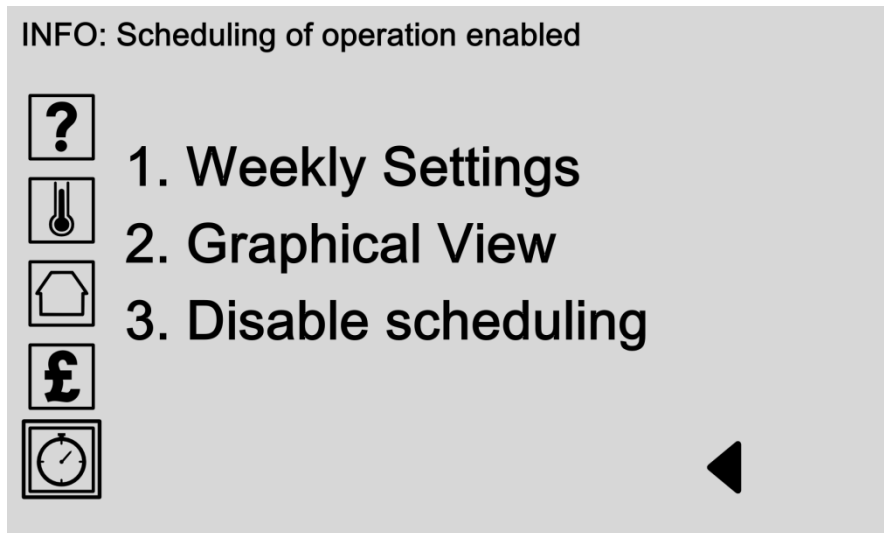 INFO: Scheduling of operation enabled
?
1. Weekly Settings
2. Graphical View
3. Disable scheduling
£